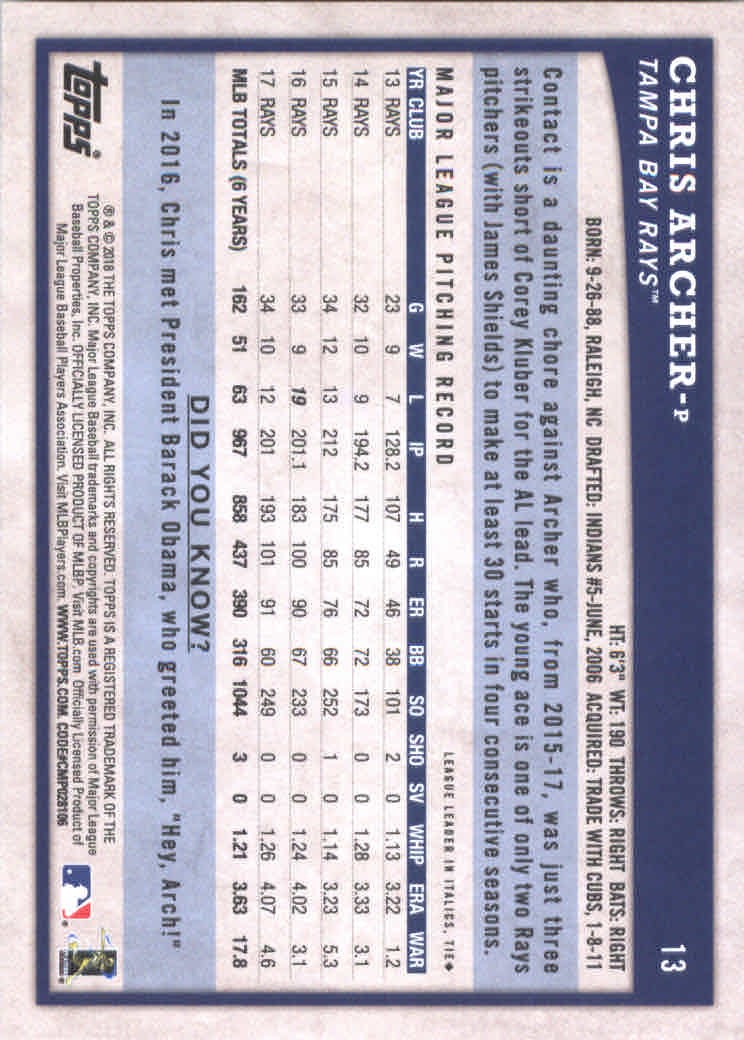 CHRIS ARCHER-P
TAMPA BAY RAYS™
13
HT: 6'3" WT: 190 THROWS: RIGHT BATS: RIGHT
BORN: 9-26-88, RALEIGH, NC DRAFTED: INDIANS #5-JUNE, 2006 ACQUIRED: TRADE WITH CUBS, 1-8-11
Contact is a daunting chore against Archer who, from 2015-17, was just three
strikeouts short of Corey Kluber for the AL lead. The young ace is one of only two Rays
pitchers (with James Shields) to make at least 30 starts in four consecutive seasons.
MAJOR LEAGUE PITCHING RECORD
LEAGUE LEADER IN ITALICS, TIE◆
YR CLUB G W L IP H R ER BB SO SHO SV WHIP ERA WAR
13 RAYS 23 9 7 128.2 107 49 46 38 101 2 0 1.13 3.22 1.2
14 RAYS 32 10 9 194.2 177 85 72 72 173 0 0 1.28 3.33 3.1
15 RAYS 34 12 13 212 175 85 76 66 252 1 0 1.14 3.23 5.3
16 RAYS 33 9 19 201.1 183 100 90 67 233 0 0 1.24 4.02 3.1
17 RAYS 34 10 12 201 193 101 91 60 249 0 0 1.26 4.07 4.6
MLB TOTALS (6 YEARS) 162 51 63 967 858 437 390 316 1044 3 0 1.21 3.63 17.8
DID YOU KNOW?
In 2016, Chris met President Barack Obama, who greeted him, "Hey, Arch!"
topps®
® & © 2018 THE TOPPS COMPANY, INC. ALL RIGHTS RESERVED. TOPPS IS A REGISTERED TRADEMARK OF THE
TOPPS COMPANY, INC. Major League Baseball trademarks and copyrights are used with permission of Major League
Baseball Properties, Inc. OFFICIALLY LICENSED PRODUCT OF MLBP. Visit MLB.com Officially Licensed Product of
Major League Baseball Players Association. Visit MLBPlayers.com. WWW.TOPPS.COM. CODE#CMP028106